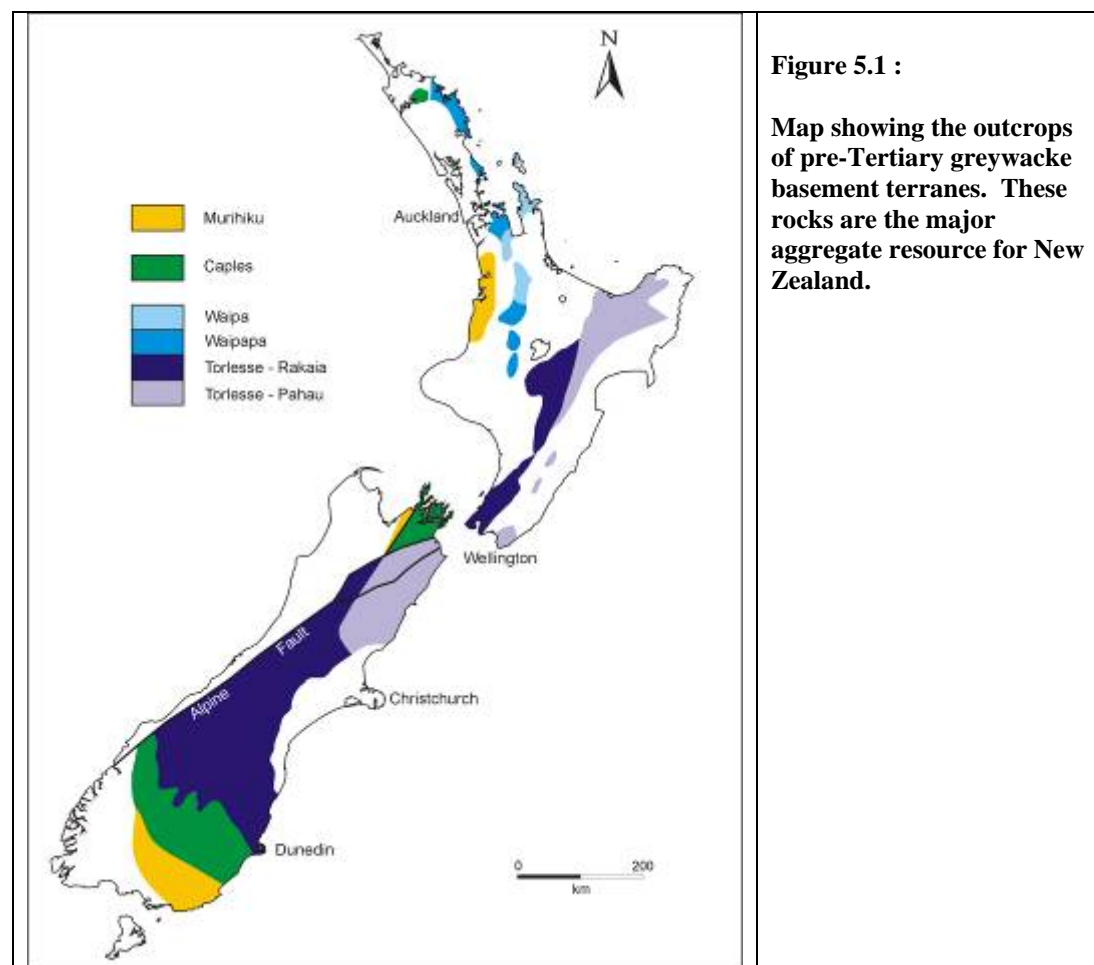 N
Auckland
Murihiku
Caples
Waipa
Waipapa
Torlesse - Rakaia
Torlesse - Pahau
Wellington
Alpine Fault
Christchurch
Dunedin
0 200
km
Figure 5.1 :
Map showing the outcrops
of pre-Tertiary greywacke
basement terranes. These
rocks are the major
aggregate resource for New
Zealand.